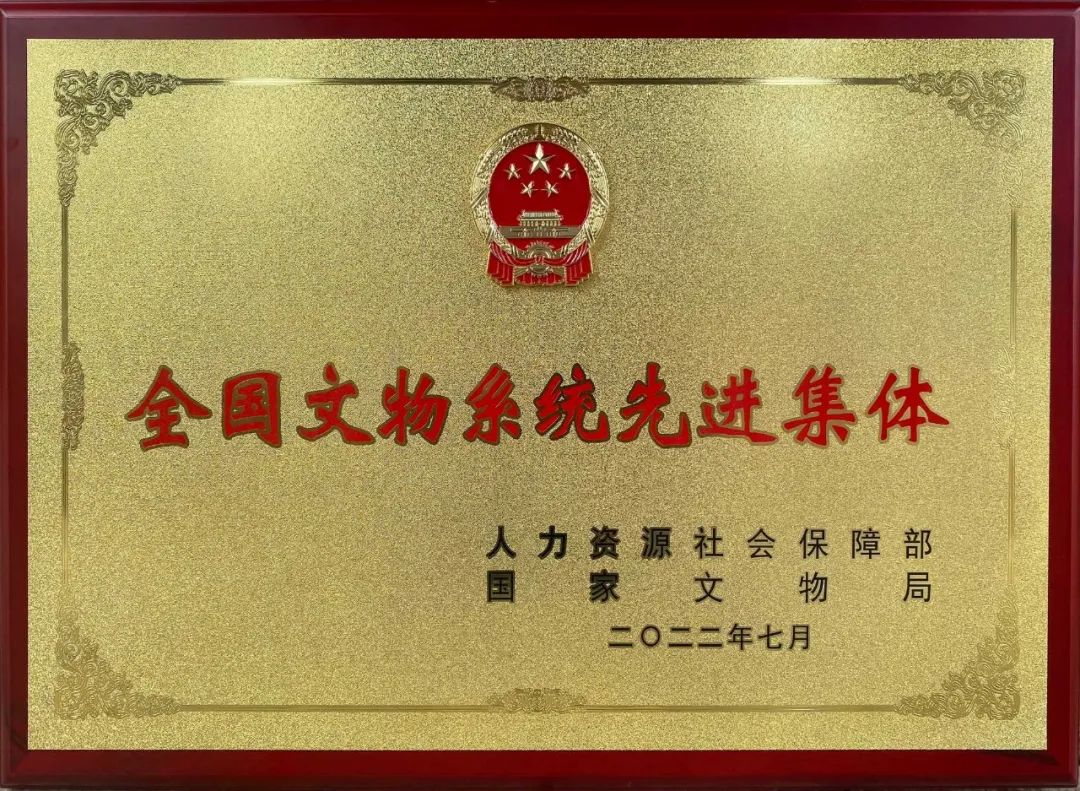 全国文物系统先进集体
人力资源社会保障部
国家文物局
二〇二二年七月